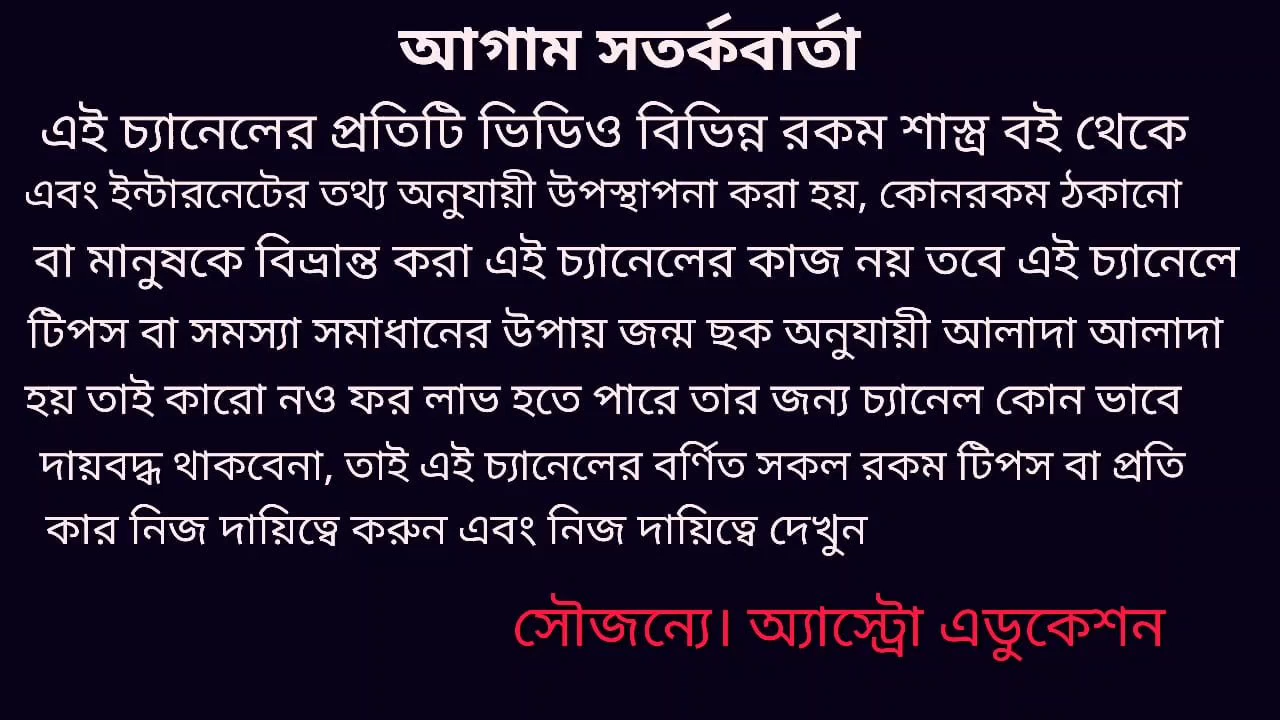 আগাম সতর্কবার্তা
এই চ্যানেলের প্রতিটি ভিডিও বিভিন্ন রকম শাস্ত্র বই থেকে
এবং ইন্টারনেটের তথ্য অনুযায়ী উপস্থাপনা করা হয়, কোনরকম ঠকানো
বা মানুষকে বিভ্রান্ত করা এই চ্যানেলের কাজ নয় তবে এই চ্যানেলে
টিপস বা সমস্যা সমাধানের উপায় জন্ম ছক অনুযায়ী আলাদা আলাদা
হয় তাই কারো নও ফর লাভ হতে পারে তার জন্য চ্যানেল কোন ভাবে
দায়বদ্ধ থাকবেনা, তাই এই চ্যানেলের বর্ণিত সকল রকম টিপস বা প্রতি
কার নিজ দায়িত্বে করুন এবং নিজ দায়িত্বে দেখুন
সৌজন্যে। অ্যাস্ট্রো এডুকেশন